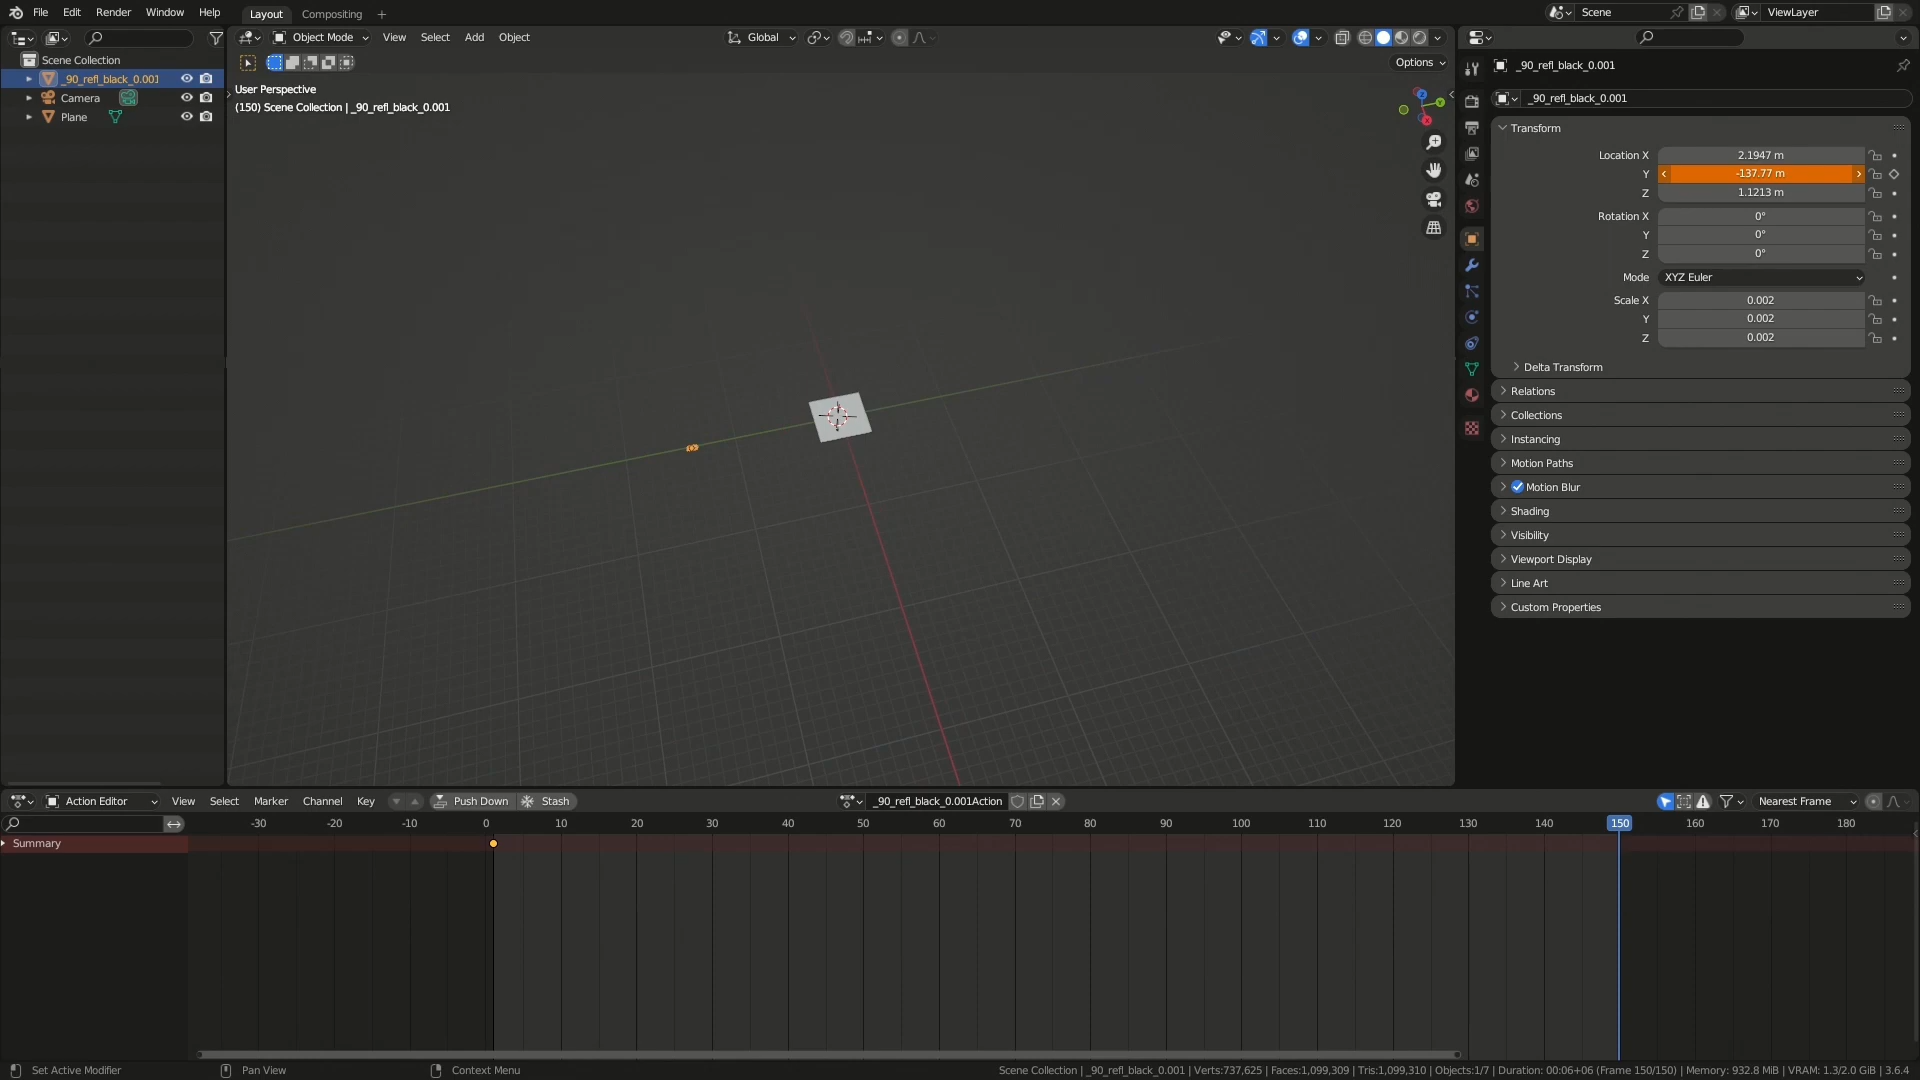 File Edit Render Window Help Layout Compositing + Scene ViewLayer
Object Mode View Select Add Object Global
Scene Collection
Options
_90_refl_black_0.001
_90_refl_black_0.001
Camera
Plane
User Perspective
(150) Scene Collection | _90_refl_black_0.001
Z
Y
X
_90_refl_black_0.001
Transform
Location X 2.1947 m
Y -137.77 m
Z 1.1213 m
Rotation X 0°
Y 0°
Z 0°
Mode XYZ Euler
Scale X 0.002
Y 0.002
Z 0.002
Delta Transform
Relations
Collections
Instancing
Motion Paths
Motion Blur
Shading
Visibility
Viewport Display
Line Art
Custom Properties
Action Editor View Select Marker Channel Key Push Down Stash _90_refl_black_0.001Action Nearest Frame
-30 -20 -10 0 10 20 30 40 50 60 70 80 90 100 110 120 130 140 150 160 170 180
Summary
Set Active Modifier Pan View Context Menu Scene Collection | _90_refl_black_0.001 | Verts:737,625 | Faces:1,099,309 | Tris:1,099,310 | Objects:1/7 | Duration: 00:06+06 (Frame 150/150) | Memory: 932.8 MiB | VRAM: 1.3/2.0 GiB | 3.6.4